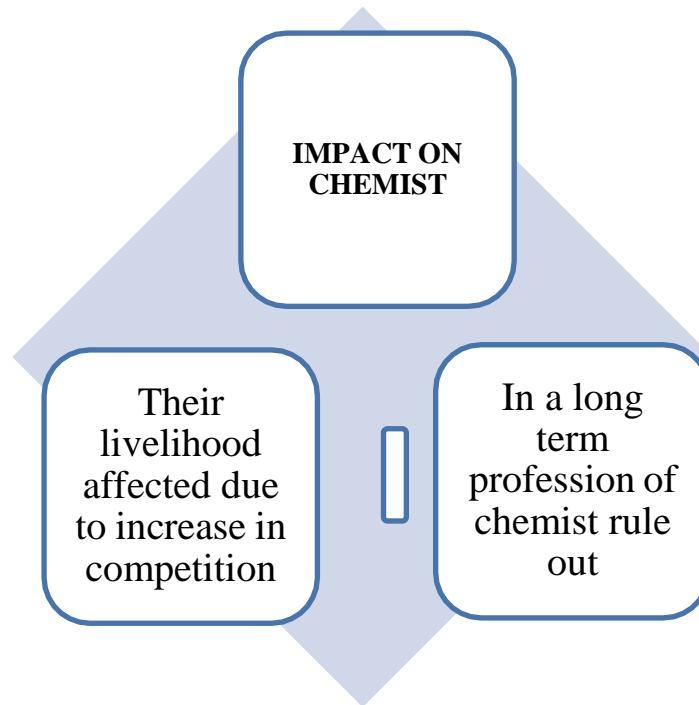 IMPACT ON
CHEMIST
Their
livelihood
affected due
to increase in
competition
In a long
term
profession of
chemist rule
out